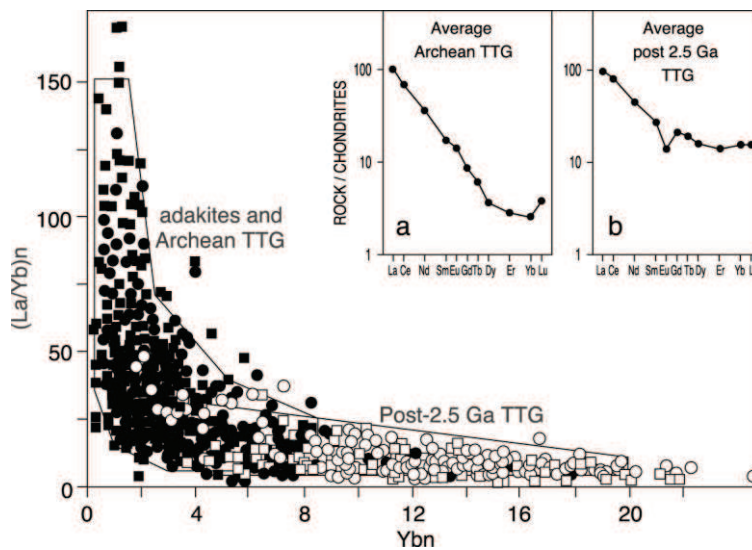 Average
Archean TTG
Average
post 2.5 Ga
TTG
ROCK / CHONDRITES
100
10
1
a
La Ce Nd Sm Eu Gd Tb Dy Er Yb Lu
100
10
1
b
La Ce Nd Sm Eu Gd Tb Dy Er Yb L
(La/Yb)n
150
100
50
0
adakites and
Archean TTG
Post-2.5 Ga TTG
0 4 8 12 16 20
Ybn